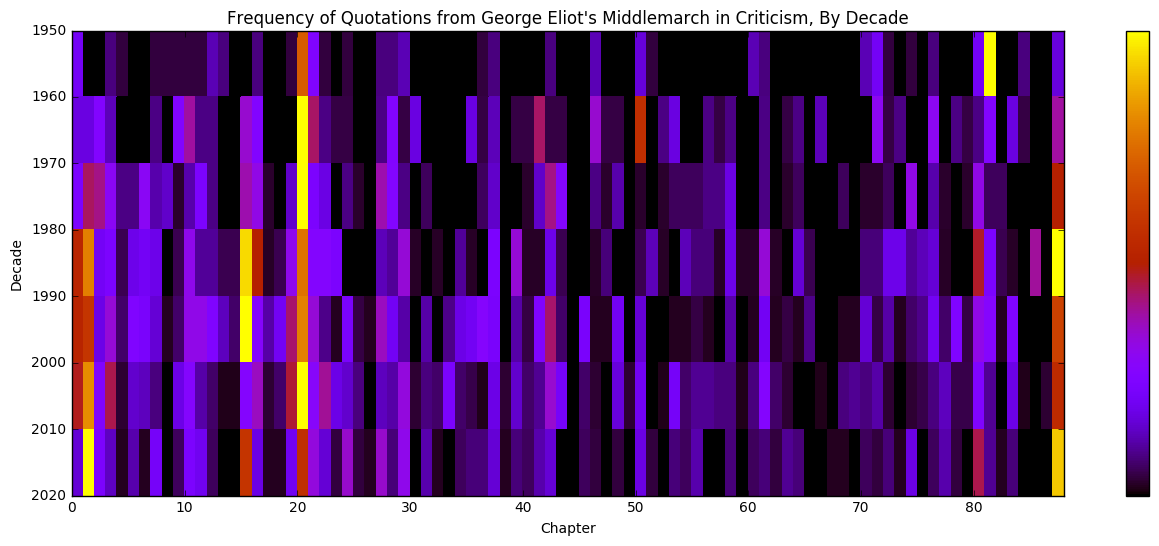 Frequency of Quotations from George Eliot's Middlemarch in Criticism, By Decade
1950
1960
1970
1980
1990
2000
2010
2020
Decade
0 10 20 30 40 50 60 70 80
Chapter